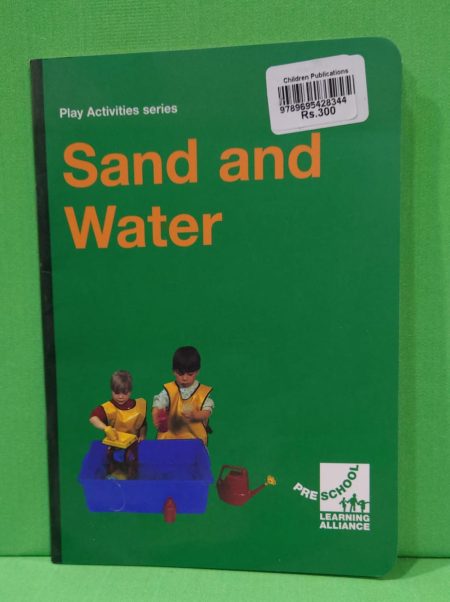 Children Publications
9789695428344
Rs.300
Play Activities series
Sand and
Water
PRE SCHOOL
LEARNING
ALLIANCE